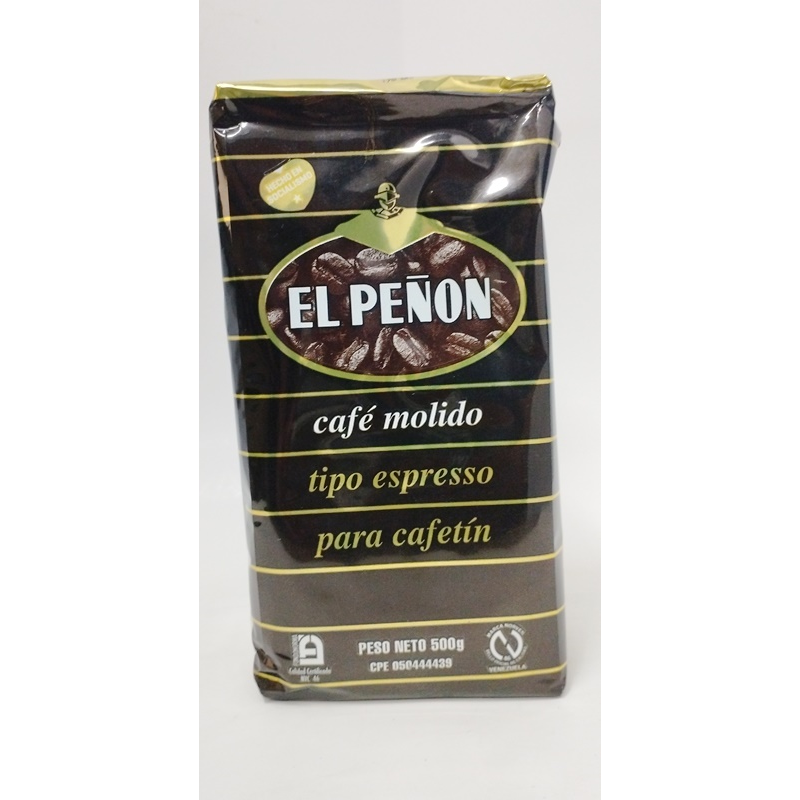 HECHO EN
SOCIALISMO
EL PEÑON
café molido
tipo espresso
para cafetín
PESO NETO 500g
CPE 050444439
Calidad Certificada
MARCA NORVEN
VENEZUELA